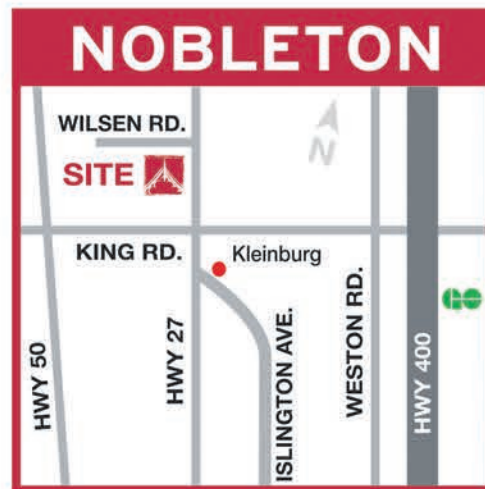 NOBLETON
WILSEN RD.
N
SITE
KING RD.
Kleinburg
HWY 50
HWY 27
ISLINGTON AVE.
WESTON RD.
HWY 400
GO